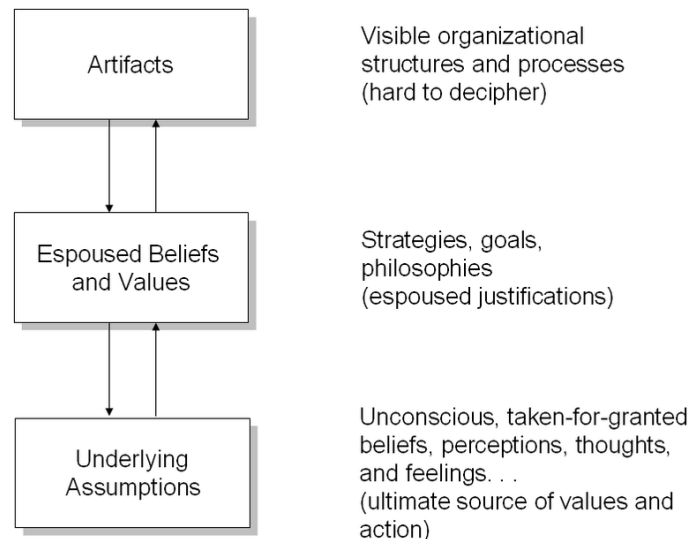 Artifacts
Visible organizational
structures and processes
(hard to decipher)
Espoused Beliefs
and Values
Strategies, goals,
philosophies
(espoused justifications)
Underlying
Assumptions
Unconscious, taken-for-granted
beliefs, perceptions, thoughts,
and feelings. . .
(ultimate source of values and
action)